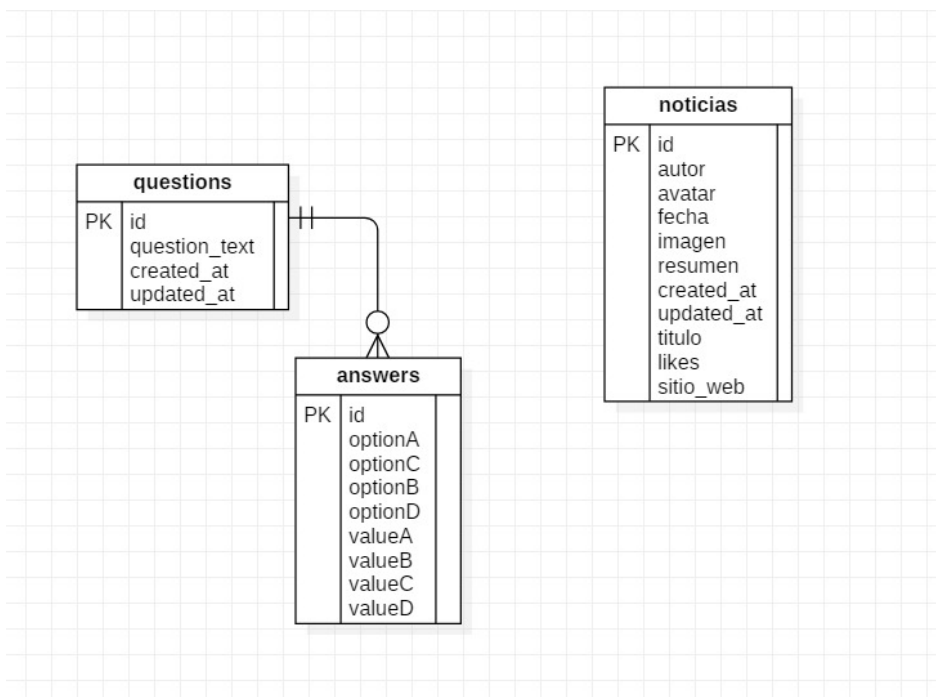 questions
PK id
question_text
created_at
updated_at
answers
PK id
optionA
optionC
optionB
optionD
valueA
valueB
valueC
valueD
noticias
PK id
autor
avatar
fecha
imagen
resumen
created_at
updated_at
titulo
likes
sitio_web